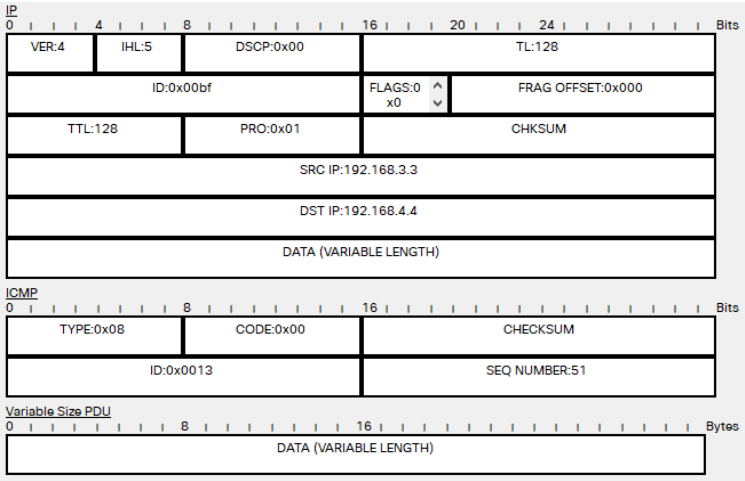 IP
0 4 8 16 20 24 Bits
VER:4 IHL:5 DSCP:0x00 TL:128
ID:0x00bf FLAGS:0 x0 FRAG OFFSET:0x000
TTL:128 PRO:0x01 CHKSUM
SRC IP:192.168.3.3
DST IP:192.168.4.4
DATA (VARIABLE LENGTH)
ICMP
0 8 16 Bits
TYPE:0x08 CODE:0x00 CHECKSUM
ID:0x0013 SEQ NUMBER:51
Variable Size PDU
0 8 16 Bytes
DATA (VARIABLE LENGTH)